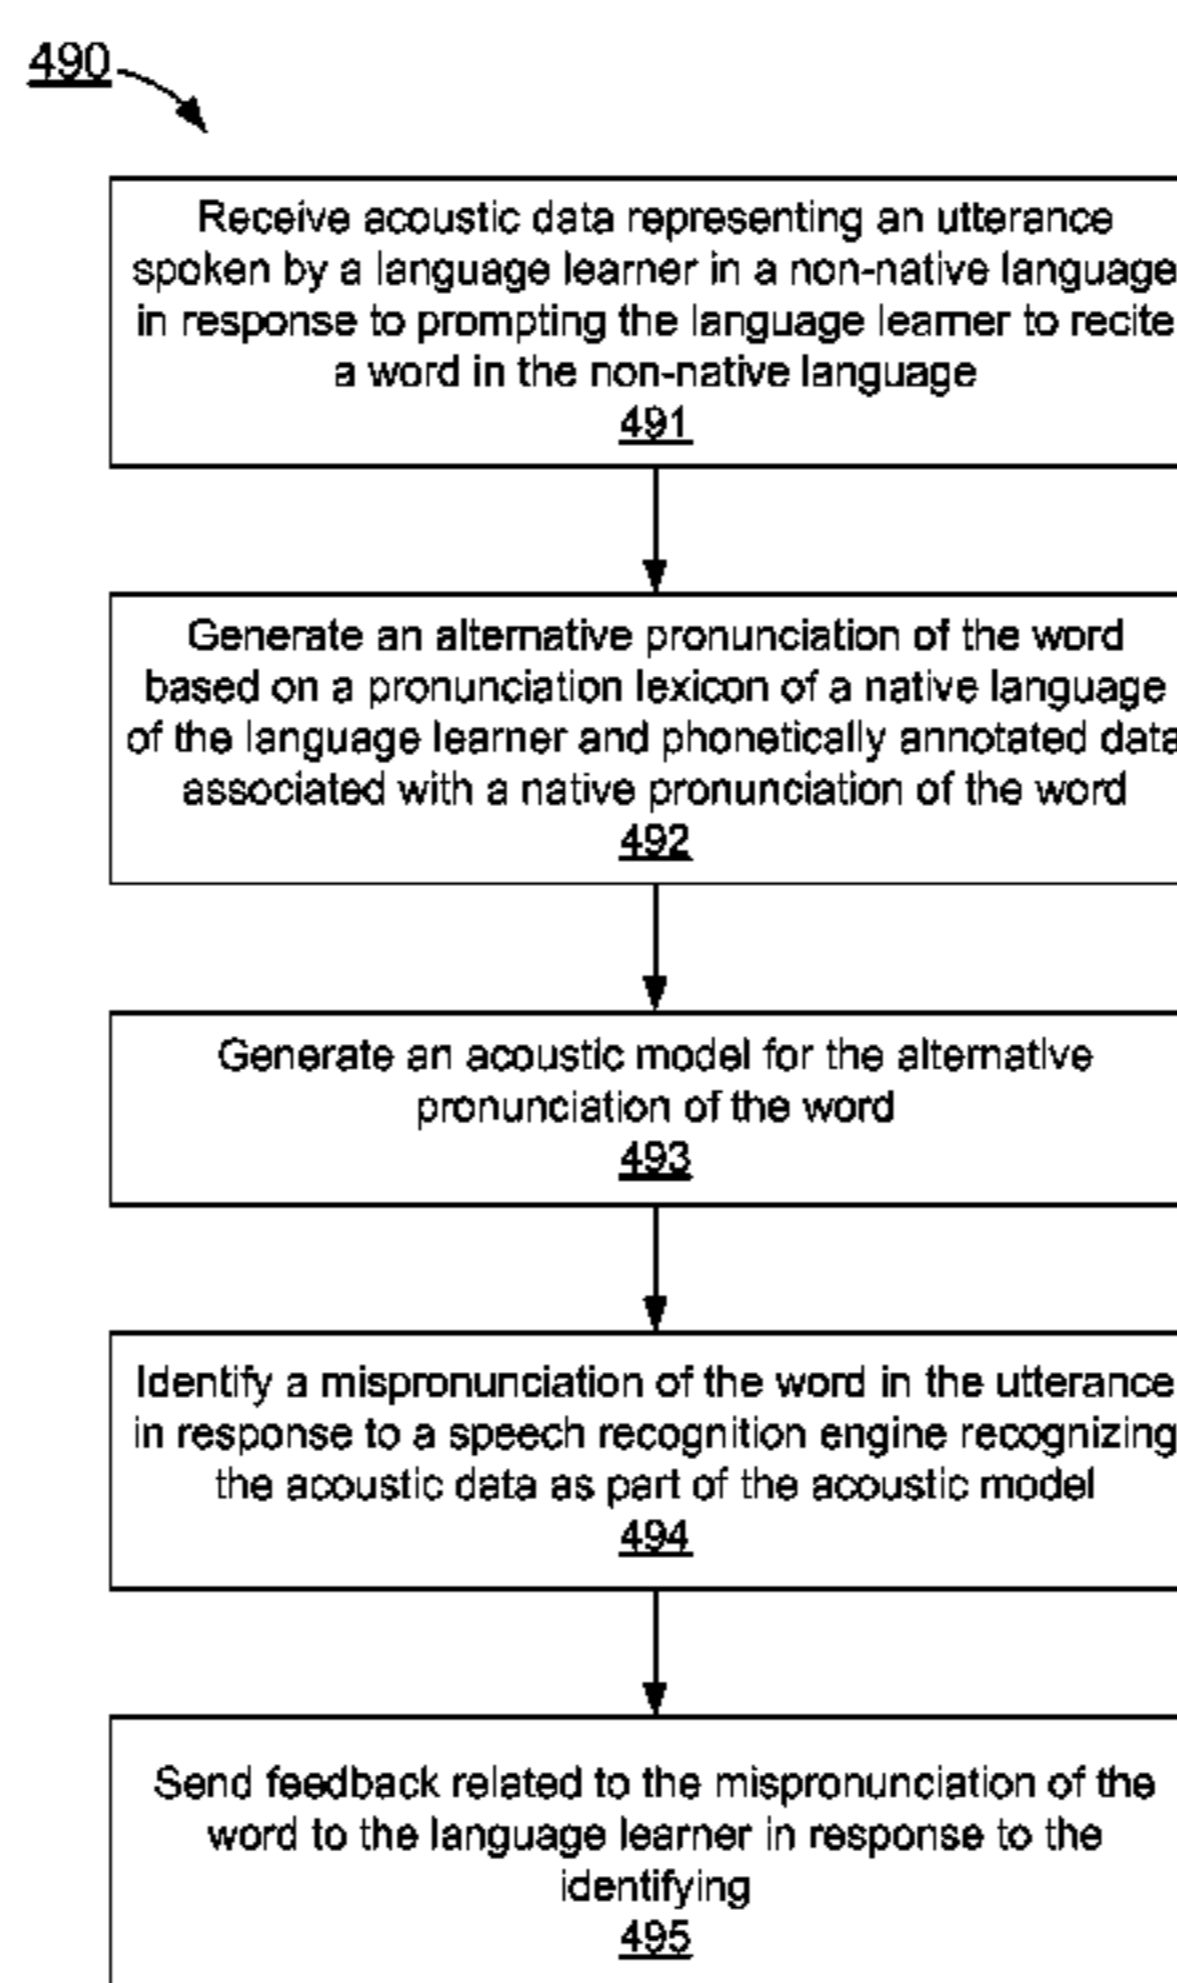 490
Receive acoustic data representing an utterance
spoken by a language learner in a non-native language
in response to prompting the language learner to recite
a word in the non-native language
491
Generate an alternative pronunciation of the word
based on a pronunciation lexicon of a native language
of the language learner and phonetically annotated data
associated with a native pronunciation of the word
492
Generate an acoustic model for the alternative
pronunciation of the word
493
Identify a mispronunciation of the word in the utterance
in response to a speech recognition engine recognizing
the acoustic data as part of the acoustic model
494
Send feedback related to the mispronunciation of the
word to the language learner in response to the
identifying
495